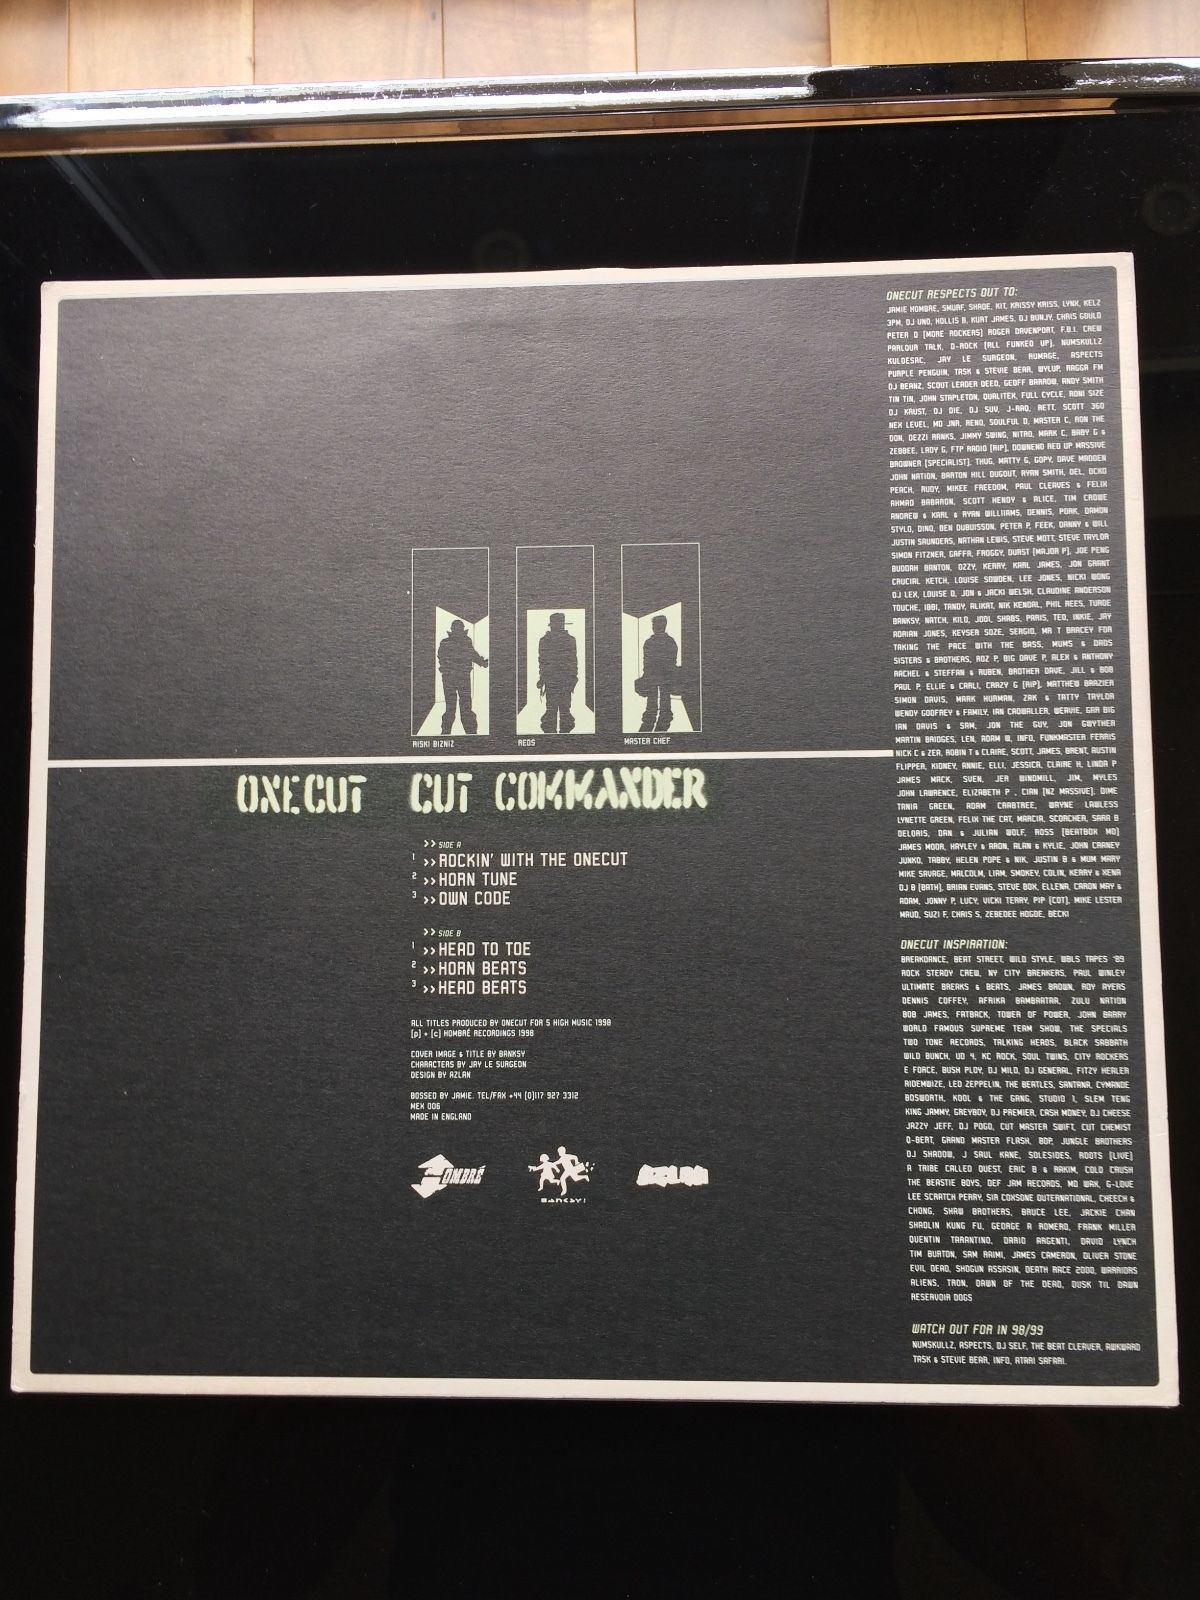 RISKI BIZNIZ
REDS
MASTER CHEF
ONECUT CUT COMMANDER
>> SIDE A
1 >> ROCKIN' WITH THE ONECUT
2 >> HORN TUNE
3 >> OWN CODE
>> SIDE B
1 >> HEAD TO TOE
2 >> HORN BEATS
3 >> HEAD BEATS
ALL TITLES PRODUCED BY ONECUT FOR 5 HIGH MUSIC 1998
[P] + [C] HOMBRÉ RECORDINGS 1998
COVER IMAGE & TITLE BY BANKSY
CHARACTERS BY JAY LE SURGEON
DESIGN BY AZLAN
BOSSED BY JAMIE. TEL/FAX +44 [0]117 927 3312
MEX 006
MADE IN ENGLAND
OMBRÉ
BANKSY!
AZLAN
ONECUT RESPECTS OUT TO:
JAMIE HOMBRE, SMURF, SHADE, KIT, KRISSY KRISS, LYNX, KELZ
3PM, DJ UNO, HOLLIS B, KURT JAMES, DJ BUNJY, CHRIS GOULD
PETER D [MORE ROCKERS] ROGER DAVENPORT, F.B.I. CREW
PARLOUR TALK, D-ROCK [ALL FUNKED UP], NUMSKULLZ
KULDESAC, JAY LE SURGEON, RUMAGE, ASPECTS
PURPLE PENGUIN, TASK & STEVIE BEAR, WYLUP, RAGGA FM
DJ BEANZ, SCOUT LEADER DEED, GEOFF BARROW, ANDY SMITH
TIN TIN, JOHN STAPLETON, QUALITEK, FULL CYCLE, RONI SIZE
DJ KRUST, DJ DIE, DJ SUV, J-RAQ, RETT, SCOTT 360
NEX LEVEL, MD JNR, RENO, SOULFUL D, MASTER C, RON THE
DON, DEZZI RANKS, JIMMY SWING, NITRO, MARK C, BABY G &
ZEBBEE, LADY G, FTP RADIO [RIP], DOWNEND RED UP MASSIVE
BROWNER [SPECIALIST], THUG, MATTY G, GOPY, DAVE MADDEN
JOHN NATION, BARTON HILL DUGOUT, RYAN SMITH, DEL, OCKO
PEACH, RUDY, MIKEE FREEDOM, PAUL CLEAVES & FELIX
AHMAD BABARON, SCOTT HENDY & ALICE, TIM CROWE
ANDREW & KARL & RYAN WILLIAMS, DENNIS, PORK, DAMON
STYLO, DINO, BEN DUBUISSON, PETER P, FEEK, DANNY & WILL
JUSTIN SAUNDERS, NATHAN LEWIS, STEVE MOTT, STEVE TAYLOR
SIMON FITZNER, GAFFA, FROGGY, DURST [MAJOR P], JOE PENG
BUDDAH BANTON, OZZY, KERRY, KARL JAMES, JON GRANT
CRUCIAL KETCH, LOUISE SOWDEN, LEE JONES, NICKI WONG
DJ LEX, LOUISE D, JON & JACKI WELSH, CLAUDINE ANDERSON
TOUCHE, IBBI, TANDY, ALIKAT, NIK KENDAL, PHIL REES, TURDE
BANKSY, NATCH, KILO, JODI, SHABS, PARIS, TEO, INKIE, JAY
ADRIAN JONES, KEYSER SOZE, SERGIO, MR T BRACEY FOR
TAKING THE PACE WITH THE BASS, MUMS & DADS
SISTERS & BROTHERS, ROZ P, BIG DAVE P, ALEX & ANTHONY
RACHEL & STEFFAN & RUBEN, BROTHER DAVE, JILL & BOB
PAUL P, ELLIE & CARLI, CRAZY G [RIP], MATTHEW BRAZIER
SIMON DAVIS, MARK HURMAN, ZAK & TATTY TAYLOR
WENDY GODFREY & FAMILY, IAN CADWALLER, WEAVIE, GAR BIG
IAN DAVIS & SAM, JON THE GUY, JON GWYTHER
MARTIN BRIDGES, LEN, ADAM W, INFO, FUNKMASTER FERRIS
NICK C & ZER, ROBIN T & CLAIRE, SCOTT, JAMES, BRENT, AUSTIN
FLIPPER, KIDNEY, ANNIE, ELLI, JESSICA, CLAIRE H, LINDA P
JAMES MACK, SVEN, JER WINDMILL, JIM, MYLES
JOHN LAWRENCE, ELIZABETH P , CIAN [NZ MASSIVE], DIME
TANIA GREEN, ADAM CRABTREE, WAYNE LAWLESS
LYNETTE GREEN, FELIX THE CAT, MARCIA, SCORCHER, SARA B
DELORIS, DAN & JULIAN WOLF, ROSS [BEATBOX MO]
JAMES MOOR, HAYLEY & ARON, ALAN & KYLIE, JOHN CARNEY
JUNKO, TABBY, HELEN POPE & NIK, JUSTIN B & MUM MARY
MIKE SAVAGE, MALCOLM, LIAM, SMOKEY, COLIN, KERRY & XENA
DJ B [BATH], BRIAN EVANS, STEVE BOX, ELLENA, CARON MAY &
ADAM, JONNY P, LUCY, VICKI TERRY, PIP [COT], MIKE LESTER
MAUD, SUZI F, CHRIS S, ZEBEDEE HOGDE, BECKI
ONECUT INSPIRATION:
BREAKDANCE, BEAT STREET, WILD STYLE, WBLS TAPES '89
ROCK STEADY CREW, NY CITY BREAKERS, PAUL WINLEY
ULTIMATE BREAKS & BEATS, JAMES BROWN, ROY AYERS
DENNIS COFFEY, AFRIKA BAMBAATAA, ZULU NATION
BOB JAMES, FATBACK, TOWER OF POWER, JOHN BARRY
WORLD FAMOUS SUPREME TEAM SHOW, THE SPECIALS
TWO TONE RECORDS, TALKING HEADS, BLACK SABBATH
WILD BUNCH, UD 4, KC ROCK, SOUL TWINS, CITY ROCKERS
E FORCE, BUSH PLOY, DJ MILO, DJ GENERAL, FITZY HEALER
RIDEWIZE, LED ZEPPELIN, THE BEATLES, SANTANA, CYMANDE
BOSWORTH, KOOL & THE GANG, STUDIO 1, SLEM TENG
KING JAMMY, GREYBOY, DJ PREMIER, CASH MONEY, DJ CHEESE
JAZZY JEFF, DJ POGO, CUT MASTER SWIFT, CUT CHEMIST
Q-BERT, GRAND MASTER FLASH, BDP, JUNGLE BROTHERS
DJ SHADOW, J SAUL KANE, SOLESIDES, ROOTS [LIVE]
A TRIBE CALLED QUEST, ERIC B & RAKIM, COLD CRUSH
THE BEASTIE BOYS, DEF JAM RECORDS, MO WAX, G-LOVE
LEE SCRATCH PERRY, SIR COXSONE OUTERNATIONAL, CHEECH &
CHONG, SHAW BROTHERS, BRUCE LEE, JACKIE CHAN
SHAOLIN KUNG FU, GEORGE A ROMERO, FRANK MILLER
QUENTIN TARANTINO, DARIO ARGENTI, DAVID LYNCH
TIM BURTON, SAM RAIMI, JAMES CAMERON, OLIVER STONE
EVIL DEAD, SHOGUN ASSASIN, DEATH RACE 2000, WARRIORS
ALIENS, TRON, DAWN OF THE DEAD, DUSK TIL DAWN
RESERVOIR DOGS
WATCH OUT FOR IN 98/99
NUMSKULLZ, ASPECTS, DJ SELF, THE BEAT CLEAVER, AWKWARD
TASK & STEVIE BEAR, INFO, ATARI SAFARI.